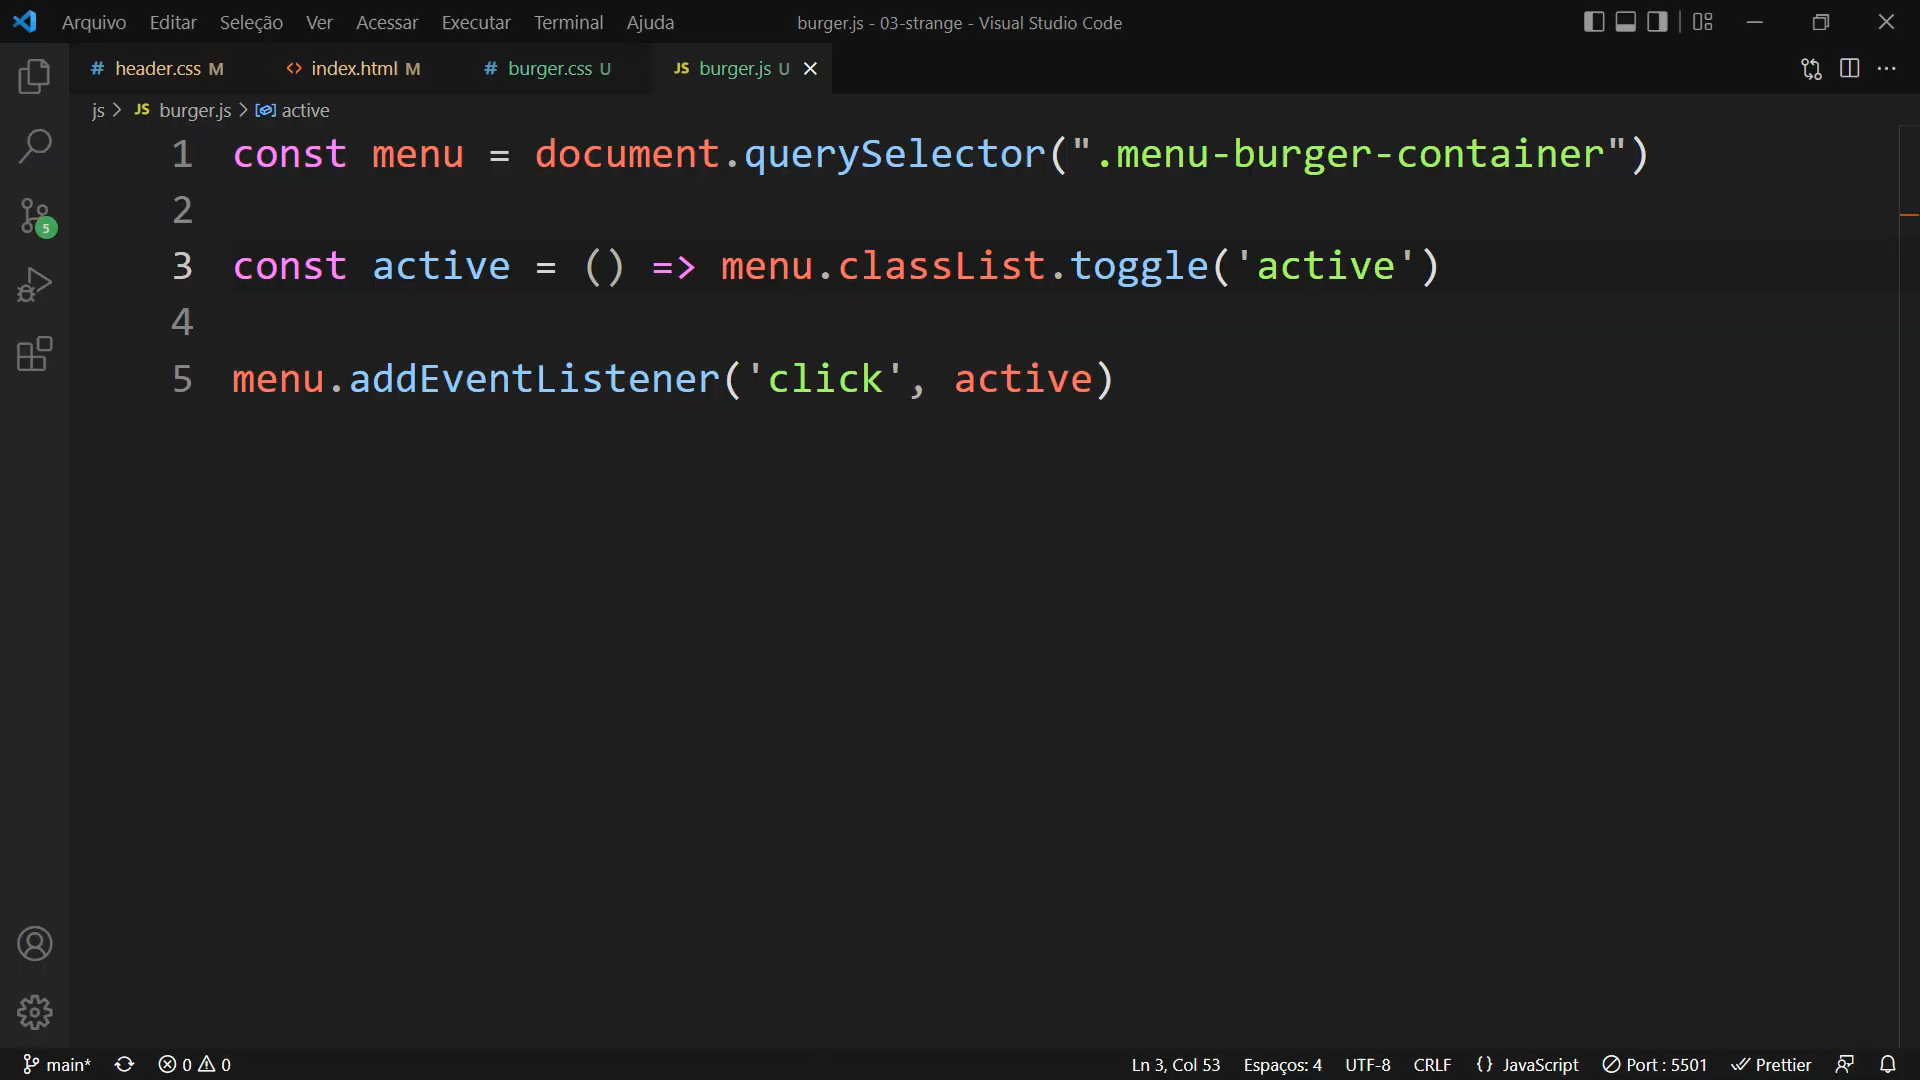 Arquivo Editar Seleção Ver Acessar Executar Terminal Ajuda burger.js - 03-strange - Visual Studio Code
# header.css M <> index.html M # burger.css U JS burger.js U
js > JS burger.js > active
1 const menu = document.querySelector(".menu-burger-container")
2
3 const active = () => menu.classList.toggle('active')
4
5 menu.addEventListener('click', active)
5
main* 0 0 Ln 3, Col 53 Espaços: 4 UTF-8 CRLF {} JavaScript Port : 5501 Prettier